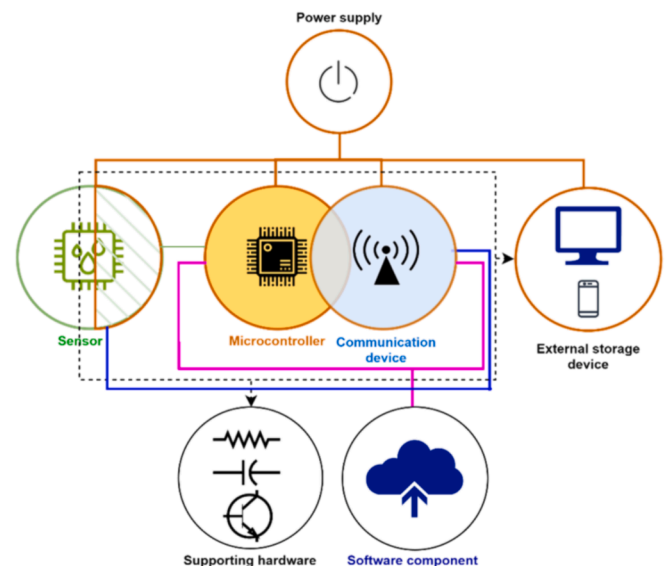 Power supply
Sensor
Microcontroller
Communication
device
External storage
device
Supporting hardware
Software component